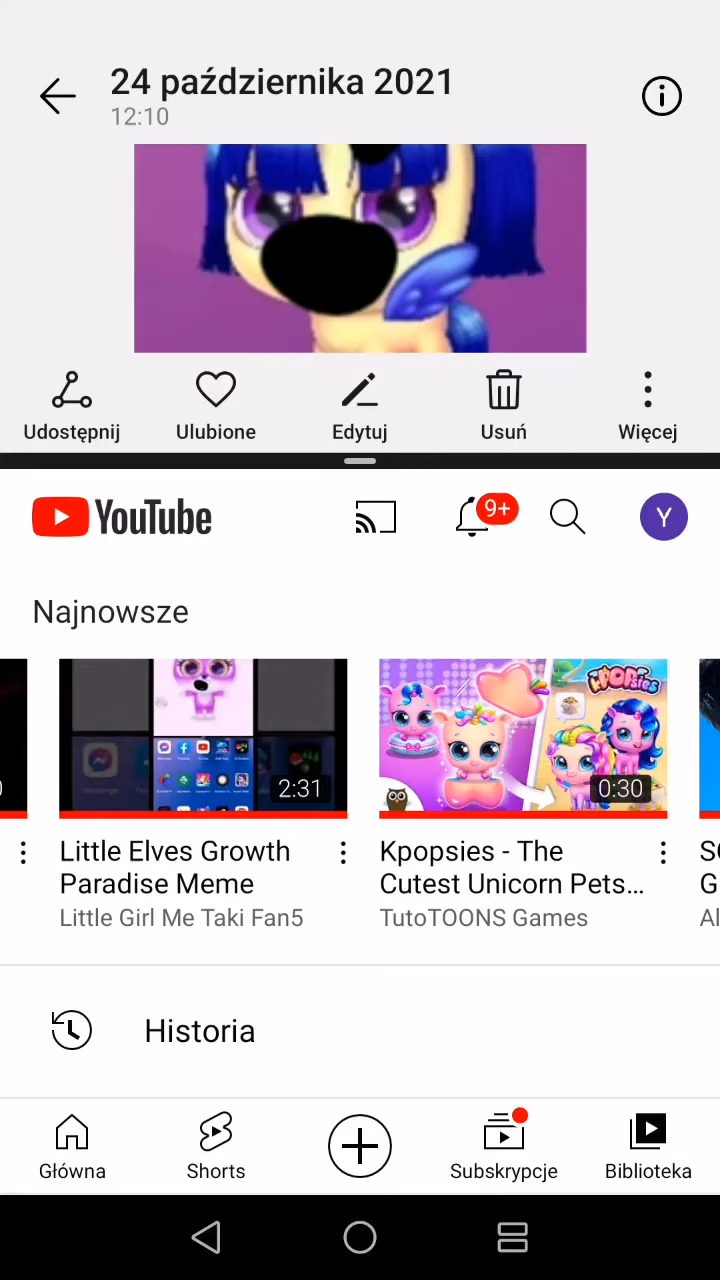 24 października 2021
12:10
Udostępnij
Ulubione
Edytuj
Usuń
Więcej
YouTube
9+
Y
Najnowsze
2:31
KPOPSIES
0:30
Little Elves Growth
Paradise Meme
Kpopsies - The
Cutest Unicorn Pets...
Little Girl Me Taki Fan5
TutoTOONS Games
Historia
Główna
Shorts
Subskrypcje
Biblioteka